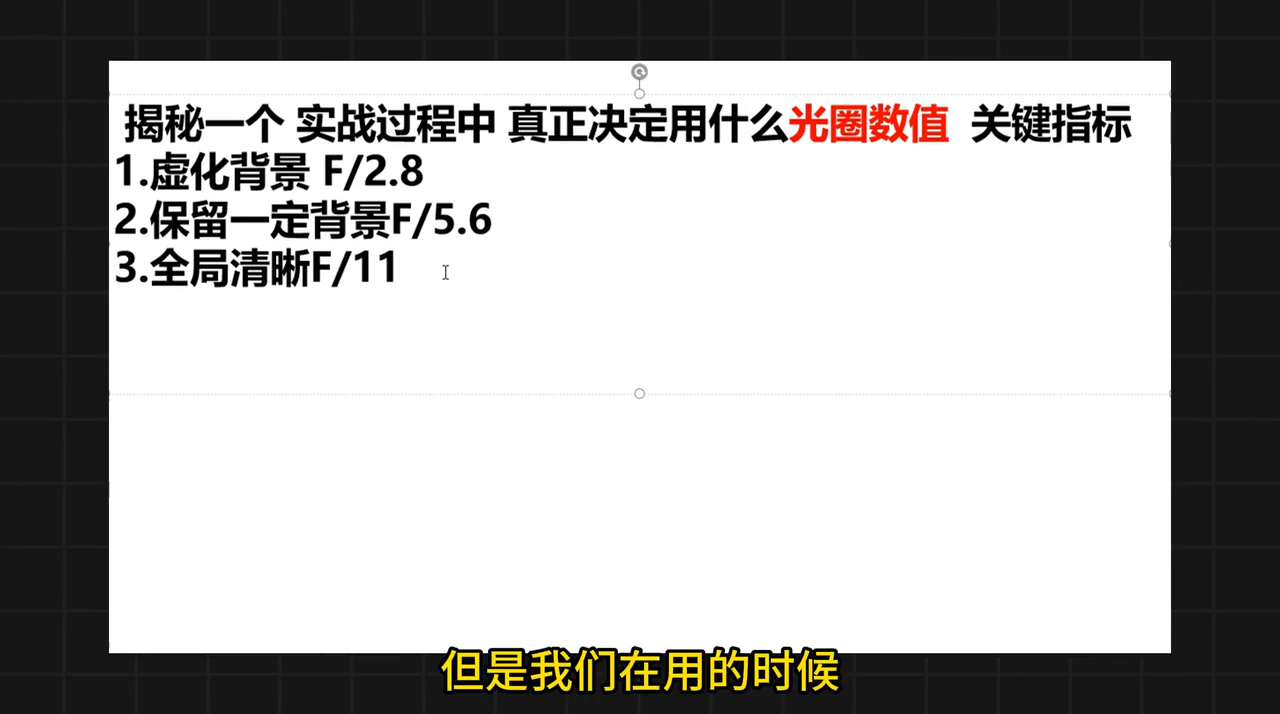 揭秘一个 实战过程中 真正决定用什么光圈数值 关键指标
1.虚化背景 F/2.8
2.保留一定背景F/5.6
3.全局清晰F/11
但是我们在用的时候